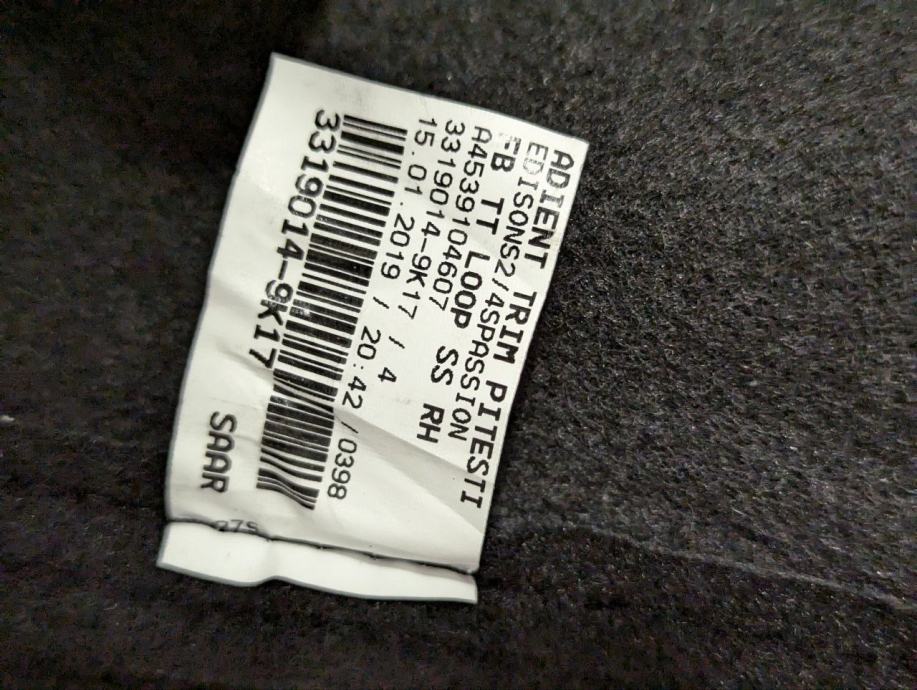 ADIENT TRIM PITESTI
EDISONS2/4SPASSION
FB TT LOOP SS RH
A4539104607
3319014-9K17 / 4
15.01.2019 / 20:42 /0398
3319014-9K17
SAAR